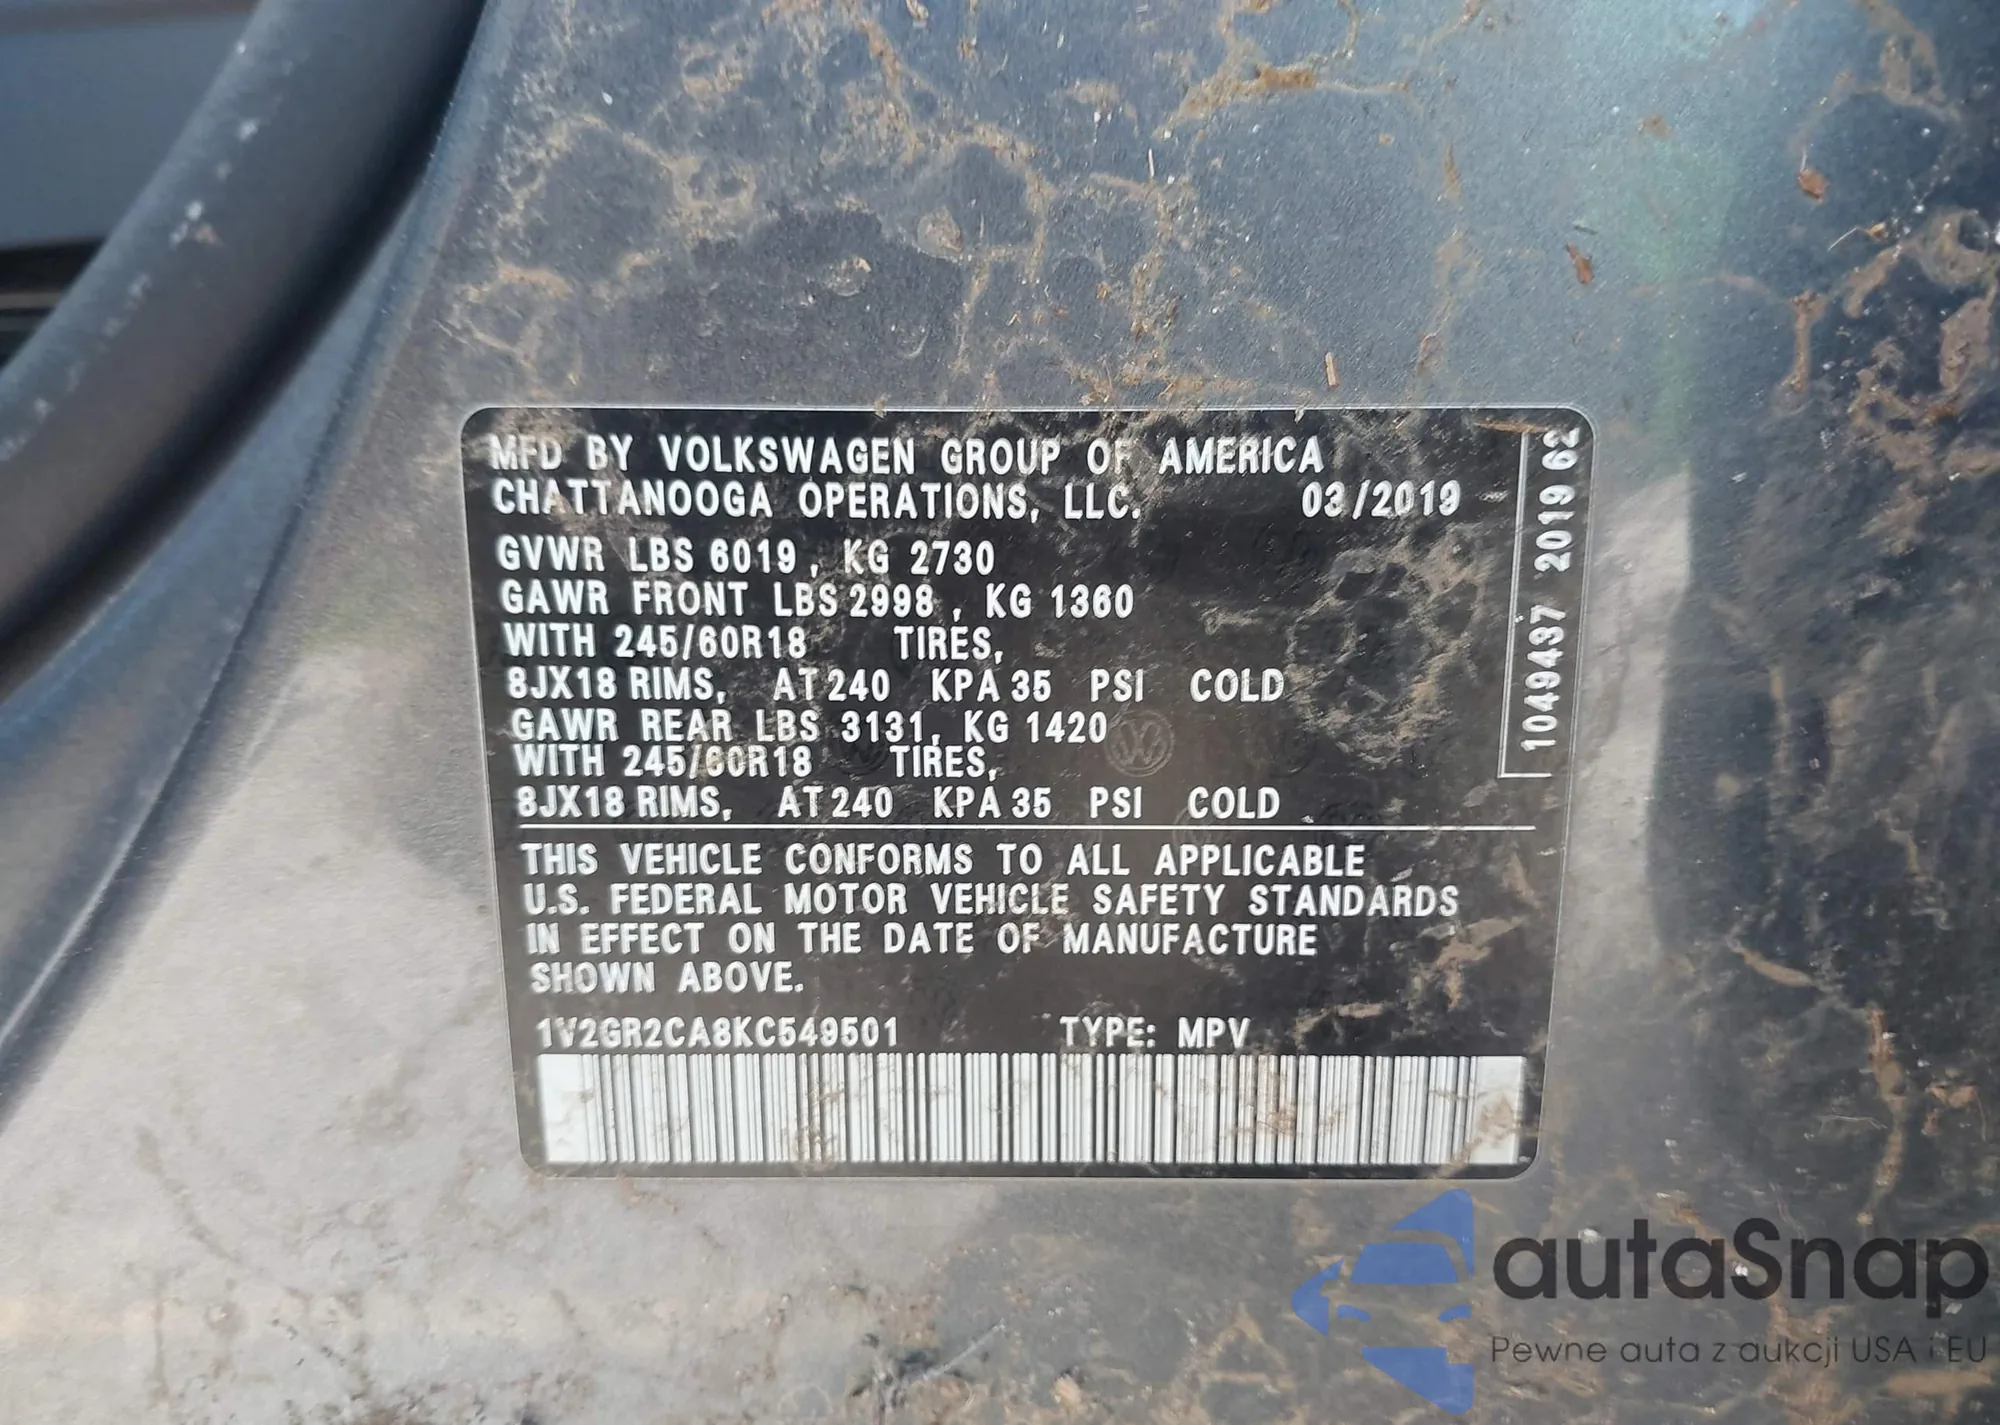 MFD BY VOLKSWAGEN GROUP OF AMERICA
CHATTANOOGA OPERATIONS, LLC. 03/2019
GVWR LBS 6019, KG 2730
GAWR FRONT LBS 2998, KG 1360
WITH 245/60R18 TIRES,
8JX18 RIMS, AT 240 KPA 35 PSI COLD
GAWR REAR LBS 3131, KG 1420
WITH 245/60R18 TIRES,
8JX18 RIMS, AT 240 KPA 35 PSI COLD
THIS VEHICLE CONFORMS TO ALL APPLICABLE
U.S. FEDERAL MOTOR VEHICLE SAFETY STANDARDS
IN EFFECT ON THE DATE OF MANUFACTURE
SHOWN ABOVE.
1V2GR2CA8KC549501 TYPE: MPV
1049437 2019 62
autaSnap
Pewne auta z aukcji USA i EU